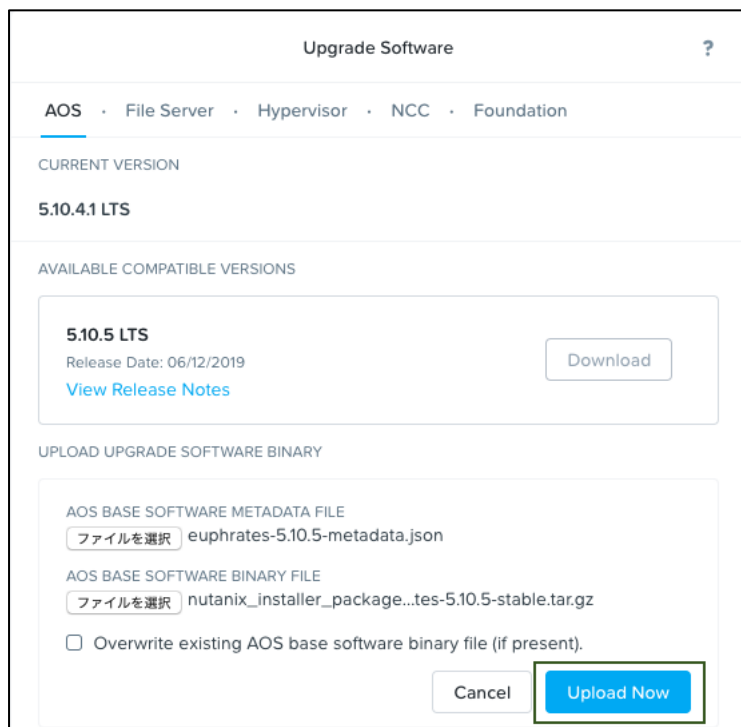 Upgrade Software ?
AOS · File Server · Hypervisor · NCC · Foundation
CURRENT VERSION
5.10.4.1 LTS
AVAILABLE COMPATIBLE VERSIONS
5.10.5 LTS
Release Date: 06/12/2019
Download
View Release Notes
UPLOAD UPGRADE SOFTWARE BINARY
AOS BASE SOFTWARE METADATA FILE
ファイルを選択 euphrates-5.10.5-metadata.json
AOS BASE SOFTWARE BINARY FILE
ファイルを選択 nutanix_installer_package...tes-5.10.5-stable.tar.gz
Overwrite existing AOS base software binary file (if present).
Cancel Upload Now